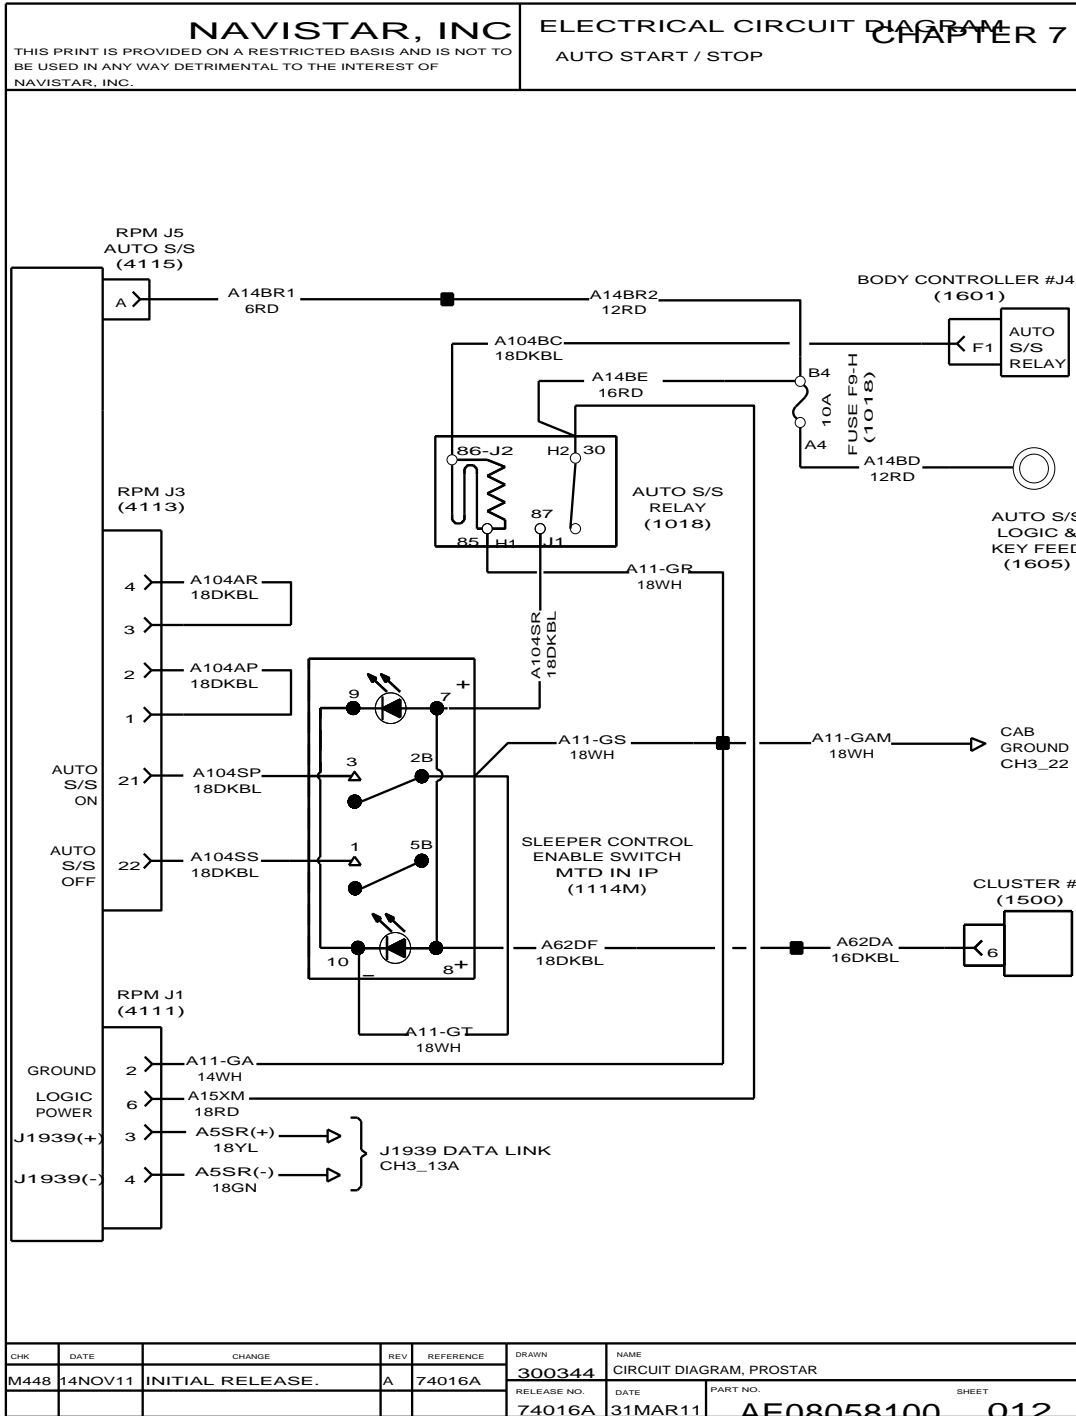 NAVISTAR, INC
THIS PRINT IS PROVIDED ON A RESTRICTED BASIS AND IS NOT TO
BE USED IN ANY WAY DETRIMENTAL TO THE INTEREST OF
NAVISTAR, INC.
ELECTRICAL CIRCUIT DIAGRAM
CHAPTER 7
AUTO START / STOP
RPM J5
AUTO S/S
(4115)
A
A14BR1
6RD
A14BR2
12RD
BODY CONTROLLER #J4
(1601)
F1
AUTO
S/S
RELAY
A104BC
18DKBL
A14BE
16RD
B4
10A
A4
FUSE F9-H
(1018)
A14BD
12RD
AUTO S/S
LOGIC &
KEY FEED
(1605)
86-J2
H2
30
87
85
H1
J1
AUTO S/S
RELAY
(1018)
RPM J3
(4113)
4
A104AR
18DKBL
3
2
A104AP
18DKBL
1
A11-GR
18WH
A104SR
18DKBL
9
7
+
AUTO
S/S
ON
21
A104SP
18DKBL
3
2B
A11-GS
18WH
A11-GAM
18WH
CAB
GROUND
CH3_22
AUTO
S/S
OFF
22
A104SS
18DKBL
1
5B
SLEEPER CONTROL
ENABLE SWITCH
MTD IN IP
(1114M)
CLUSTER #
(1500)
10
–
8
+
A62DF
18DKBL
A62DA
16DKBL
6
A11-GT
18WH
RPM J1
(4111)
GROUND
2
A11-GA
14WH
LOGIC
POWER
6
A15XM
18RD
J1939(+)
3
A5SR(+)
18YL
J1939(-)
4
A5SR(-)
18GN
J1939 DATA LINK
CH3_13A
CHK
DATE
CHANGE
REV
REFERENCE
M448
14NOV11
INITIAL RELEASE.
A
74016A
DRAWN
300344
NAME
CIRCUIT DIAGRAM, PROSTAR
RELEASE NO.
74016A
DATE
31MAR11
PART NO.
AE08058100
SHEET
012